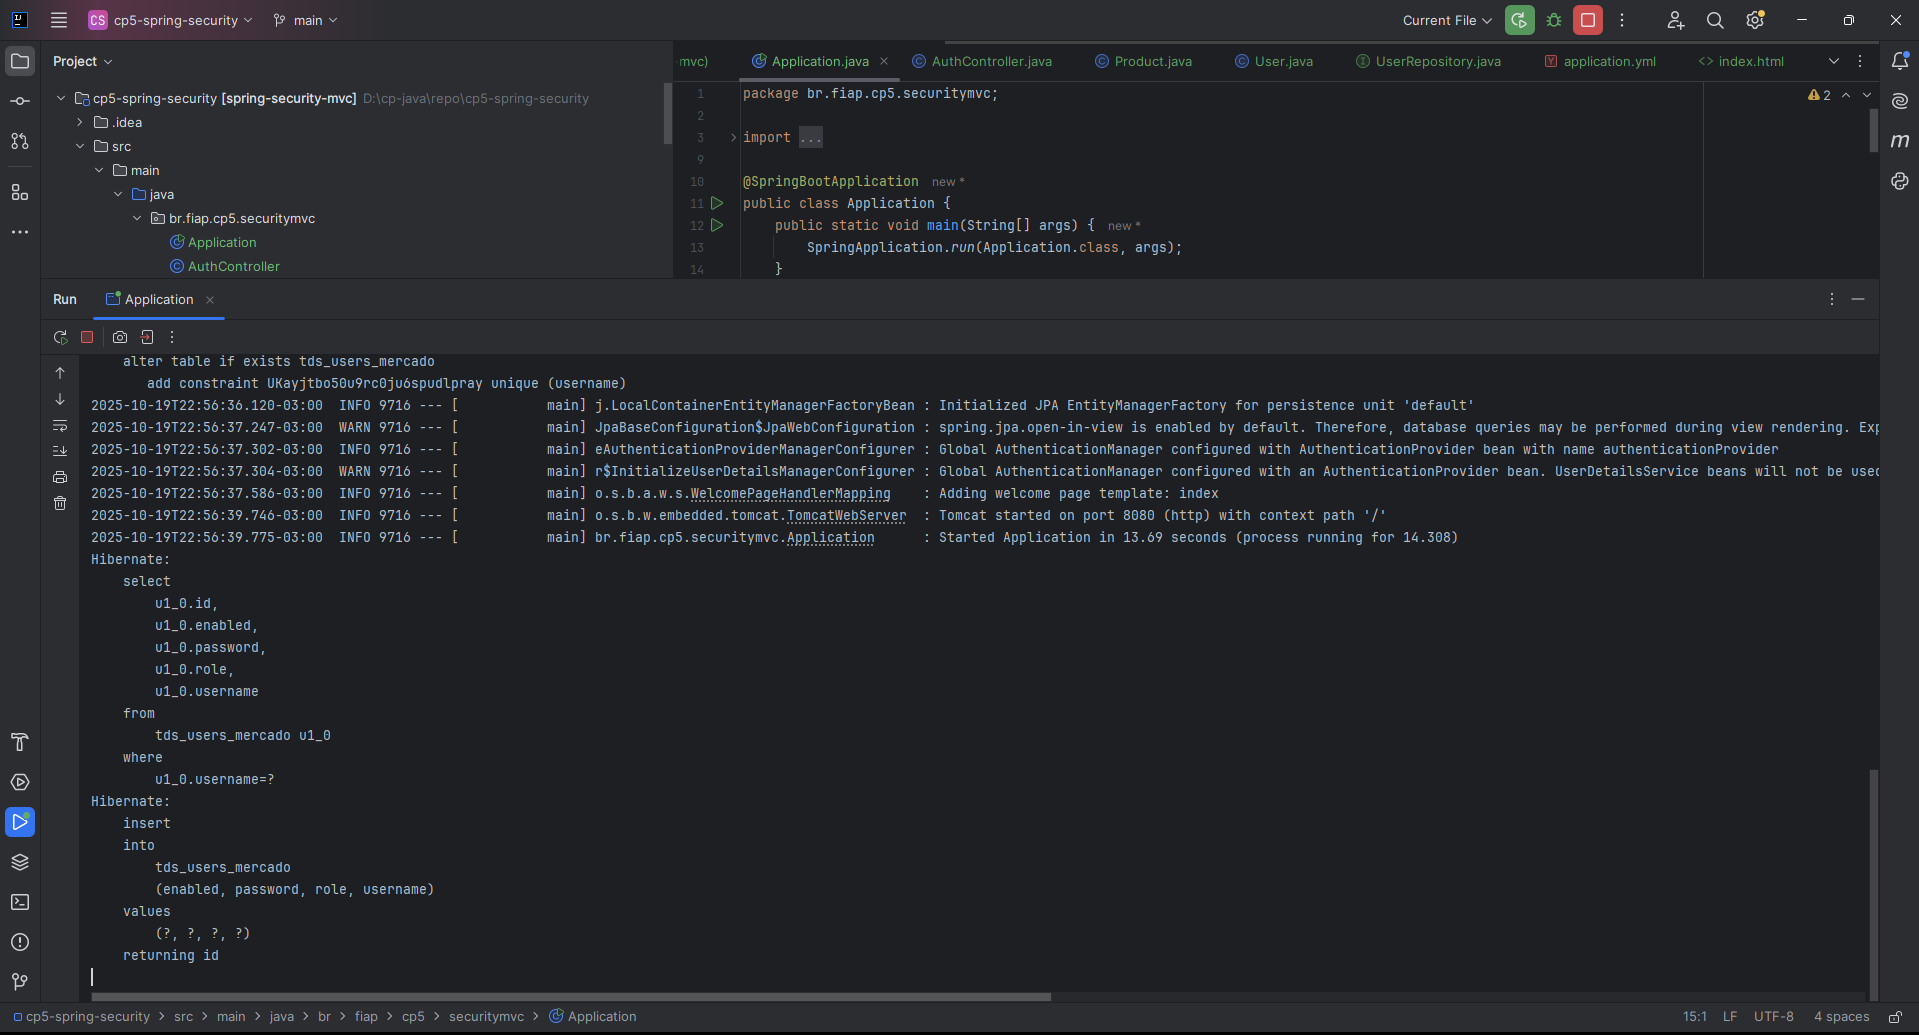 CS cp5-spring-security main Current File
Project
cp5-spring-security [spring-security-mvc] D:\cp-java\repo\cp5-spring-security
.idea
src
main
java
br.fiap.cp5.securitymvc
Application
AuthController
mvc) Application.java AuthController.java Product.java User.java UserRepository.java application.yml index.html
1 package br.fiap.cp5.securitymvc; 2
2
3 import ...
9
10 @SpringBootApplication new *
11 public class Application {
12 public static void main(String[] args) { new *
13 SpringApplication.run(Application.class, args);
14 }
Run Application
alter table if exists tds_users_mercado
add constraint UKayjtbo50u9rc0ju6spudlpray unique (username)
2025-10-19T22:56:36.120-03:00 INFO 9716 --- [ main] j.LocalContainerEntityManagerFactoryBean : Initialized JPA EntityManagerFactory for persistence unit 'default'
2025-10-19T22:56:37.247-03:00 WARN 9716 --- [ main] JpaBaseConfiguration$JpaWebConfiguration : spring.jpa.open-in-view is enabled by default. Therefore, database queries may be performed during view rendering. Exp
2025-10-19T22:56:37.302-03:00 INFO 9716 --- [ main] eAuthenticationProviderManagerConfigurer : Global AuthenticationManager configured with AuthenticationProvider bean with name authenticationProvider
2025-10-19T22:56:37.304-03:00 WARN 9716 --- [ main] r$InitializeUserDetailsManagerConfigurer : Global AuthenticationManager configured with an AuthenticationProvider bean. UserDetailsService beans will not be used
2025-10-19T22:56:37.586-03:00 INFO 9716 --- [ main] o.s.b.a.w.s.WelcomePageHandlerMapping : Adding welcome page template: index
2025-10-19T22:56:39.746-03:00 INFO 9716 --- [ main] o.s.b.w.embedded.tomcat.TomcatWebServer : Tomcat started on port 8080 (http) with context path '/'
2025-10-19T22:56:39.775-03:00 INFO 9716 --- [ main] br.fiap.cp5.securitymvc.Application : Started Application in 13.69 seconds (process running for 14.308)
Hibernate:
select
u1_0.id,
u1_0.enabled,
u1_0.password,
u1_0.role,
u1_0.username
from
tds_users_mercado u1_0
where
u1_0.username=?
Hibernate:
insert
into
tds_users_mercado
(enabled, password, role, username)
values
(?, ?, ?, ?)
returning id
cp5-spring-security > src > main > java > br > fiap > cp5 > securitymvc > Application 15:1 LF UTF-8 4 spaces